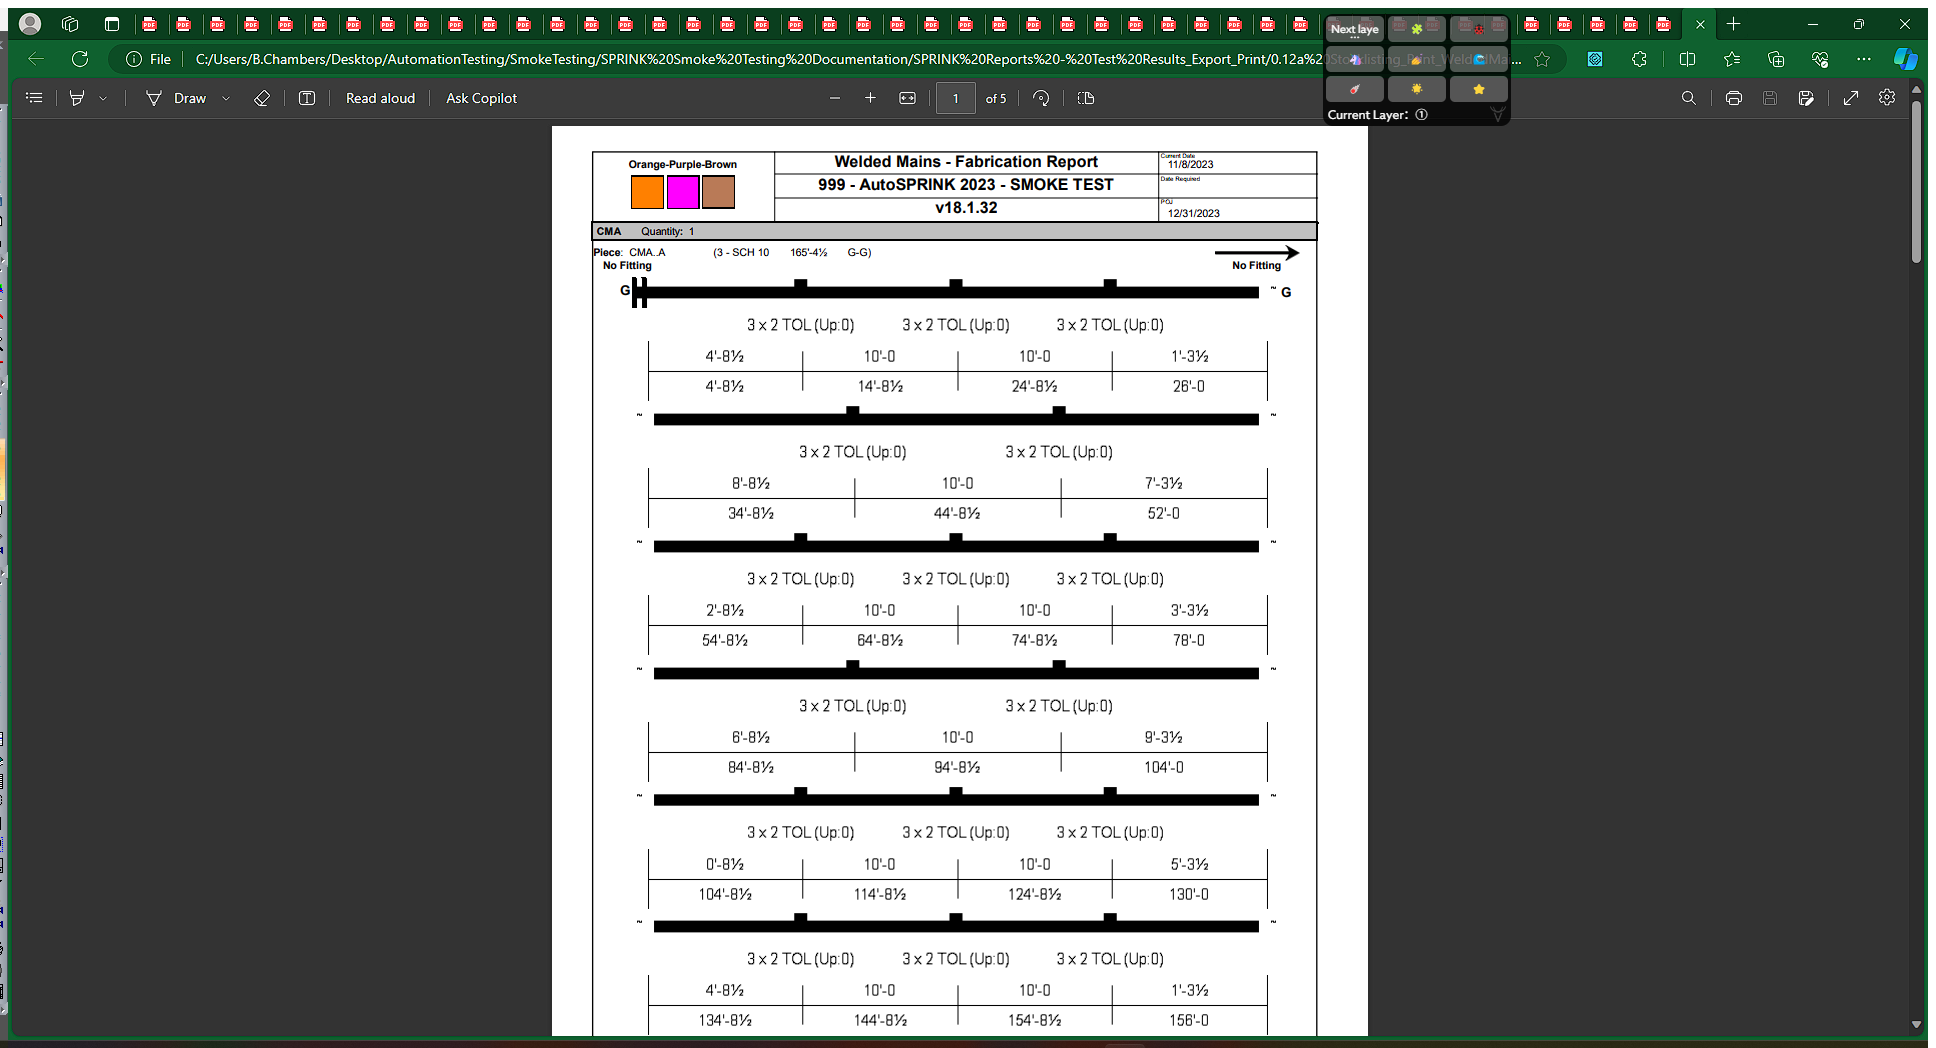 Next laye
Current Layer: ①
File C:/Users/B.Chambers/Desktop/AutomationTesting/SmokeTesting/SPRINK%20Smoke%20Testing%20Documentation/SPRINK%20Reports%20-%20Test%20Results_Export_Print/0.12a%20
Draw Read aloud Ask Copilot 1 of 5
Orange-Purple-Brown
Welded Mains - Fabrication Report
999 - AutoSPRINK 2023 - SMOKE TEST
v18.1.32
Current Date
11/8/2023
Date Required
POJ
12/31/2023
CMA Quantity: 1
Piece: CMA..A (3 - SCH 10 165'-4½ G-G)
No Fitting No Fitting
G ~ G
3 x 2 TOL (Up:0) 3 x 2 TOL (Up:0) 3 x 2 TOL (Up:0)
4'-8½ 10'-0 10'-0 1'-3½
4'-8½ 14'-8½ 24'-8½ 26'-0
~ ~
3 x 2 TOL (Up:0) 3 x 2 TOL (Up:0)
8'-8½ 10'-0 7'-3½
34'-8½ 44'-8½ 52'-0
~ ~
3 x 2 TOL (Up:0) 3 x 2 TOL (Up:0) 3 x 2 TOL (Up:0)
2'-8½ 10'-0 10'-0 3'-3½
54'-8½ 64'-8½ 74'-8½ 78'-0
~ ~
3 x 2 TOL (Up:0) 3 x 2 TOL (Up:0)
6'-8½ 10'-0 9'-3½
84'-8½ 94'-8½ 104'-0
~ ~
3 x 2 TOL (Up:0) 3 x 2 TOL (Up:0) 3 x 2 TOL (Up:0)
0'-8½ 10'-0 10'-0 5'-3½
104'-8½ 114'-8½ 124'-8½ 130'-0
~ ~
3 x 2 TOL (Up:0) 3 x 2 TOL (Up:0) 3 x 2 TOL (Up:0)
4'-8½ 10'-0 10'-0 1'-3½
134'-8½ 144'-8½ 154'-8½ 156'-0